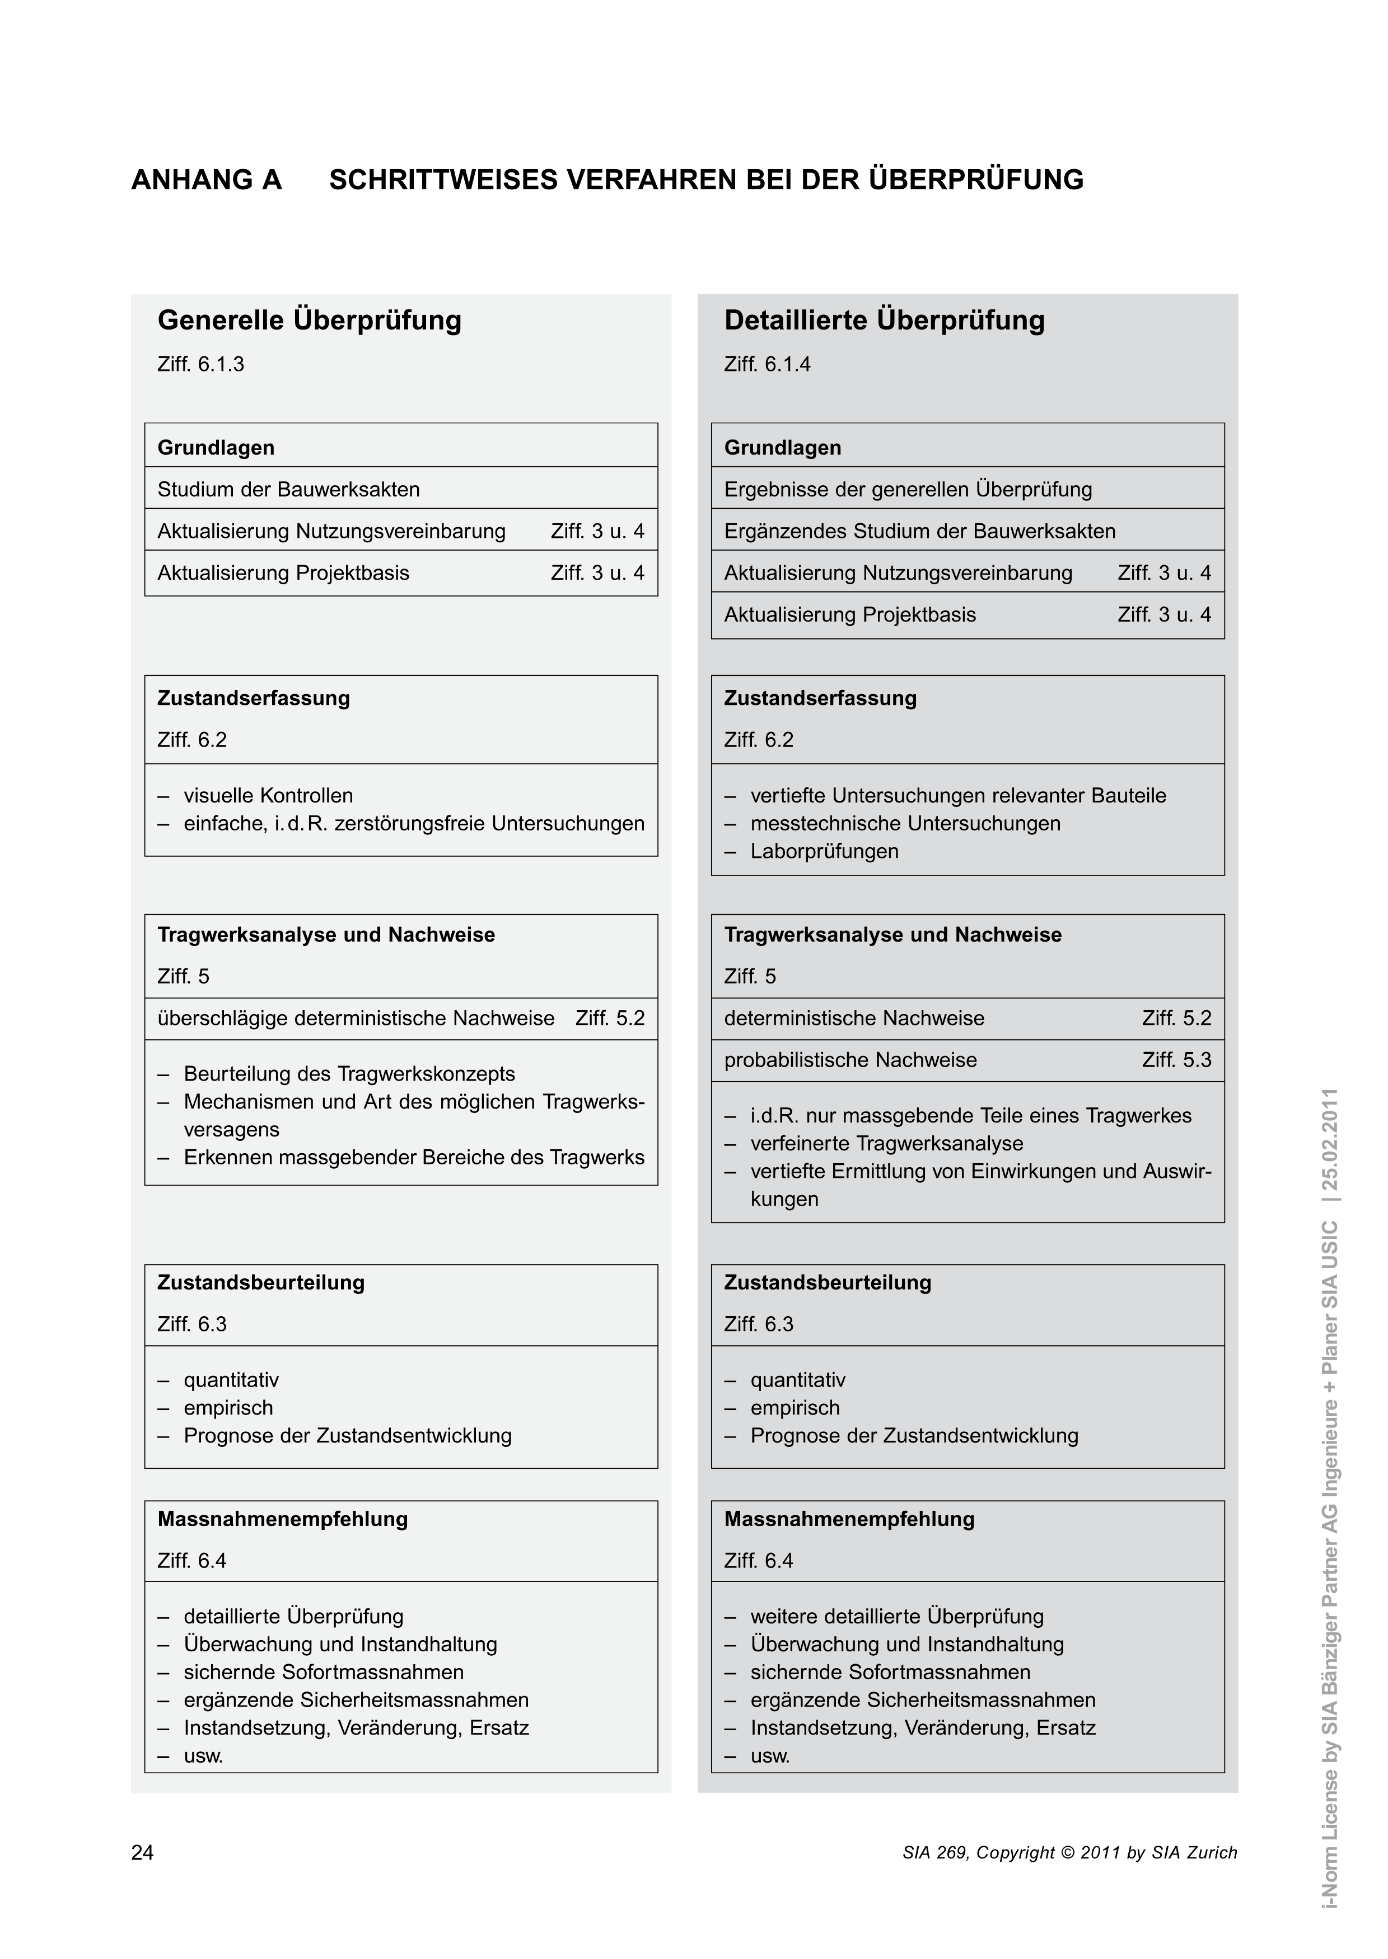 ANHANG A SCHRITTWEISES VERFAHREN BEI DER ÜBERPRÜFUNG
Generelle Überprüfung
Ziff. 6.1.3
Grundlagen
Studium der Bauwerksakten
Aktualisierung Nutzungsvereinbarung Ziff. 3 u. 4
Aktualisierung Projektbasis Ziff. 3 u. 4
Zustandserfassung
Ziff. 6.2
– visuelle Kontrollen
– einfache, i. d. R. zerstörungsfreie Untersuchungen
Tragwerksanalyse und Nachweise
Ziff. 5
überschlägige deterministische Nachweise Ziff. 5.2
– Beurteilung des Tragwerkskonzepts
– Mechanismen und Art des möglichen Tragwerks-
versagens
– Erkennen massgebender Bereiche des Tragwerks
Zustandsbeurteilung
Ziff. 6.3
– quantitativ
– empirisch
– Prognose der Zustandsentwicklung
Massnahmenempfehlung
Ziff. 6.4
– detaillierte Überprüfung
– Überwachung und Instandhaltung
– sichernde Sofortmassnahmen
– ergänzende Sicherheitsmassnahmen
– Instandsetzung, Veränderung, Ersatz
– usw.
Detaillierte Überprüfung
Ziff. 6.1.4
Grundlagen
Ergebnisse der generellen Überprüfung
Ergänzendes Studium der Bauwerksakten
Aktualisierung Nutzungsvereinbarung Ziff. 3 u. 4
Aktualisierung Projektbasis Ziff. 3 u. 4
Zustandserfassung
Ziff. 6.2
– vertiefte Untersuchungen relevanter Bauteile
– messtechnische Untersuchungen
– Laborprüfungen
Tragwerksanalyse und Nachweise
Ziff. 5
deterministische Nachweise Ziff. 5.2
probabilistische Nachweise Ziff. 5.3
– i.d.R. nur massgebende Teile eines Tragwerkes
– verfeinerte Tragwerksanalyse
– vertiefte Ermittlung von Einwirkungen und Auswir-
kungen
Zustandsbeurteilung
Ziff. 6.3
– quantitativ
– empirisch
– Prognose der Zustandsentwicklung
Massnahmenempfehlung
Ziff. 6.4
– weitere detaillierte Überprüfung
– Überwachung und Instandhaltung
– sichernde Sofortmassnahmen
– ergänzende Sicherheitsmassnahmen
– Instandsetzung, Veränderung, Ersatz
– usw.
24 SIA 269, Copyright © 2011 by SIA Zurich
i-Norm License by SIA Bänziger Partner AG Ingenieure + Planer SIA USIC | 25.02.2011